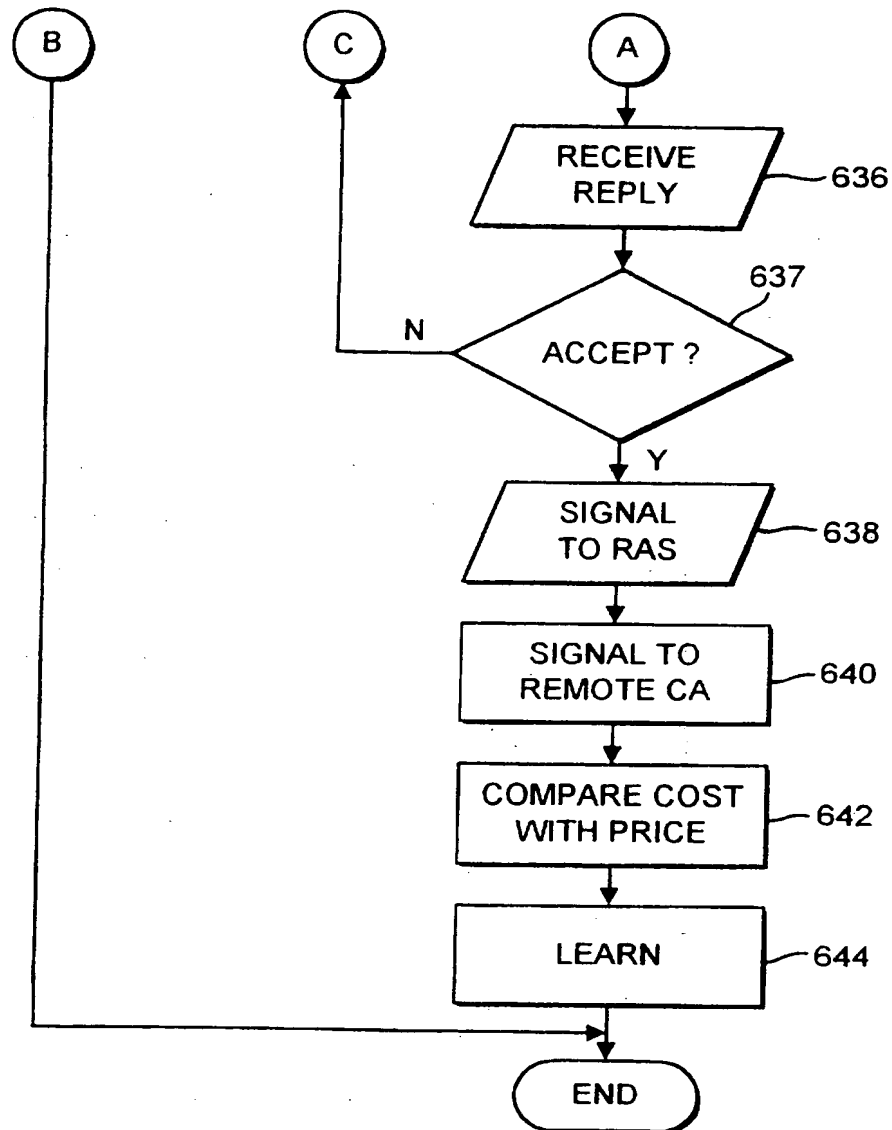 B
C
A
RECEIVE
REPLY
636
637
N
ACCEPT ?
Y
SIGNAL
TO RAS
638
SIGNAL TO
REMOTE CA
640
COMPARE COST
WITH PRICE
642
LEARN
644
END